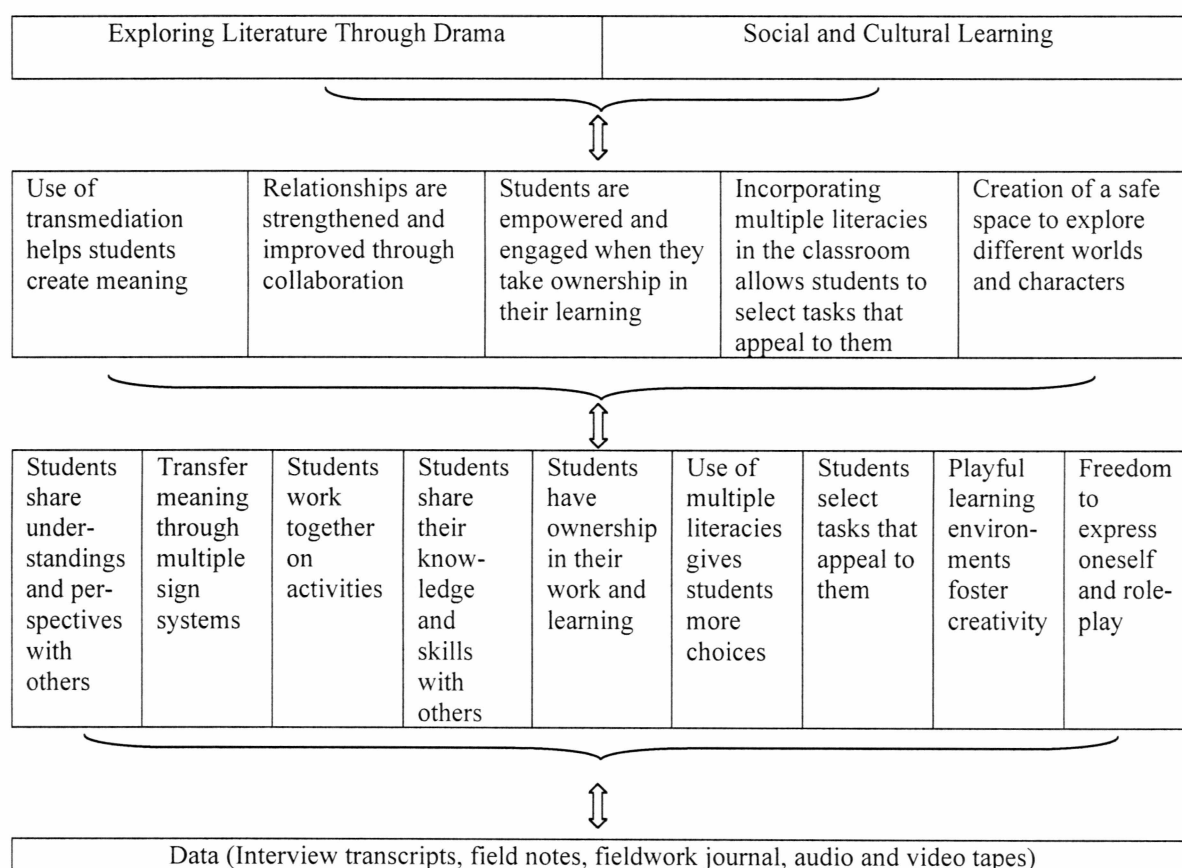 Exploring Literature Through Drama
Social and Cultural Learning
Use of
transmediation
helps students
create meaning
Relationships are
strengthened and
improved through
collaboration
Students are
empowered and
engaged when they
take ownership in
their learning
Incorporating
multiple literacies
in the classroom
allows students to
select tasks that
appeal to them
Creation of a safe
space to explore
different worlds
and characters
Students
share
under-
standings
and per-
spectives
with
others
Transfer
meaning
through
multiple
sign
systems
Students
work
together
on
activities
Students
share
their
know-
ledge
and
skills
with
others
Students
have
ownership
in their
work and
learning
Use of
multiple
literacies
gives
students
more
choices
Students
select
tasks that
appeal to
them
Playful
learning
environ-
ments
foster
creativity
Freedom
to
express
oneself
and role-
play
Data (Interview transcripts, field notes, fieldwork journal, audio and video tapes)